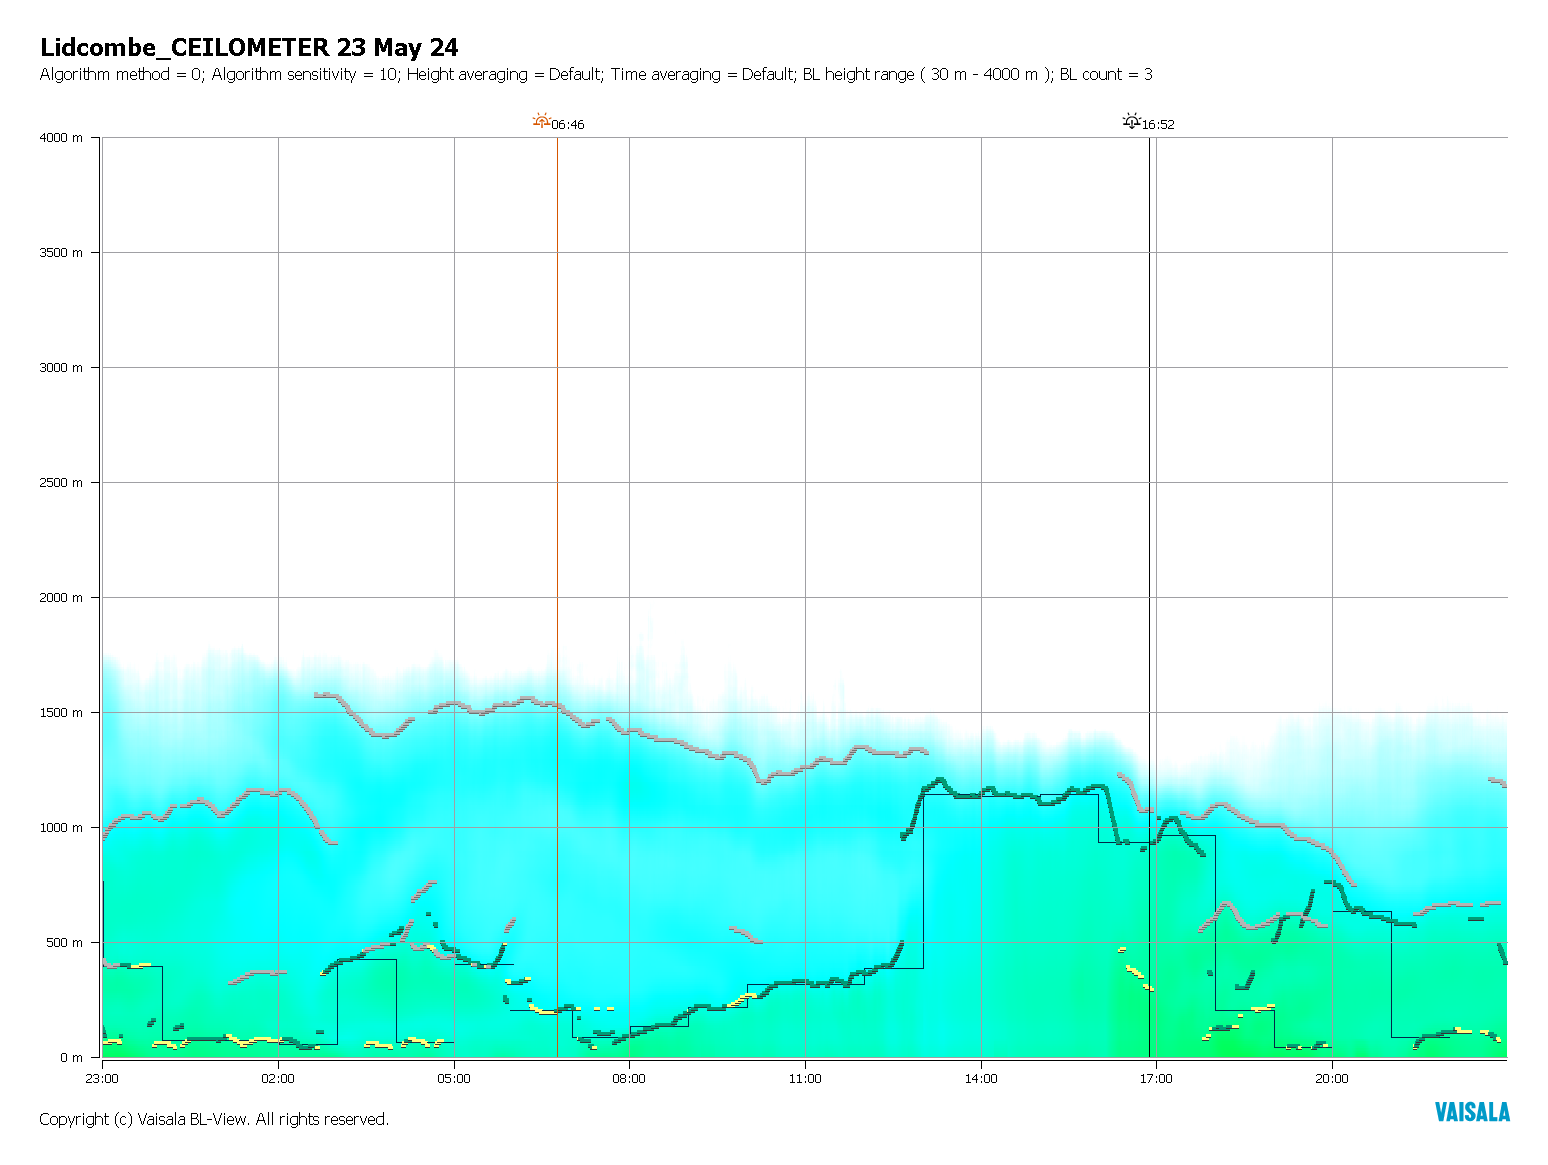 Lidcombe_CEILOMETER 23 May 24
Algorithm method = 0; Algorithm sensitivity = 10; Height averaging = Default; Time averaging = Default; BL height range ( 30 m - 4000 m ); BL count = 3
06:46 16:52
4000 m
3500 m
3000 m
2500 m
2000 m
1500 m
1000 m
500 m
0 m
23:00 02:00 05:00 08:00 11:00 14:00 17:00 20:00
Copyright (c) Vaisala BL-View. All rights reserved.
VAISALA